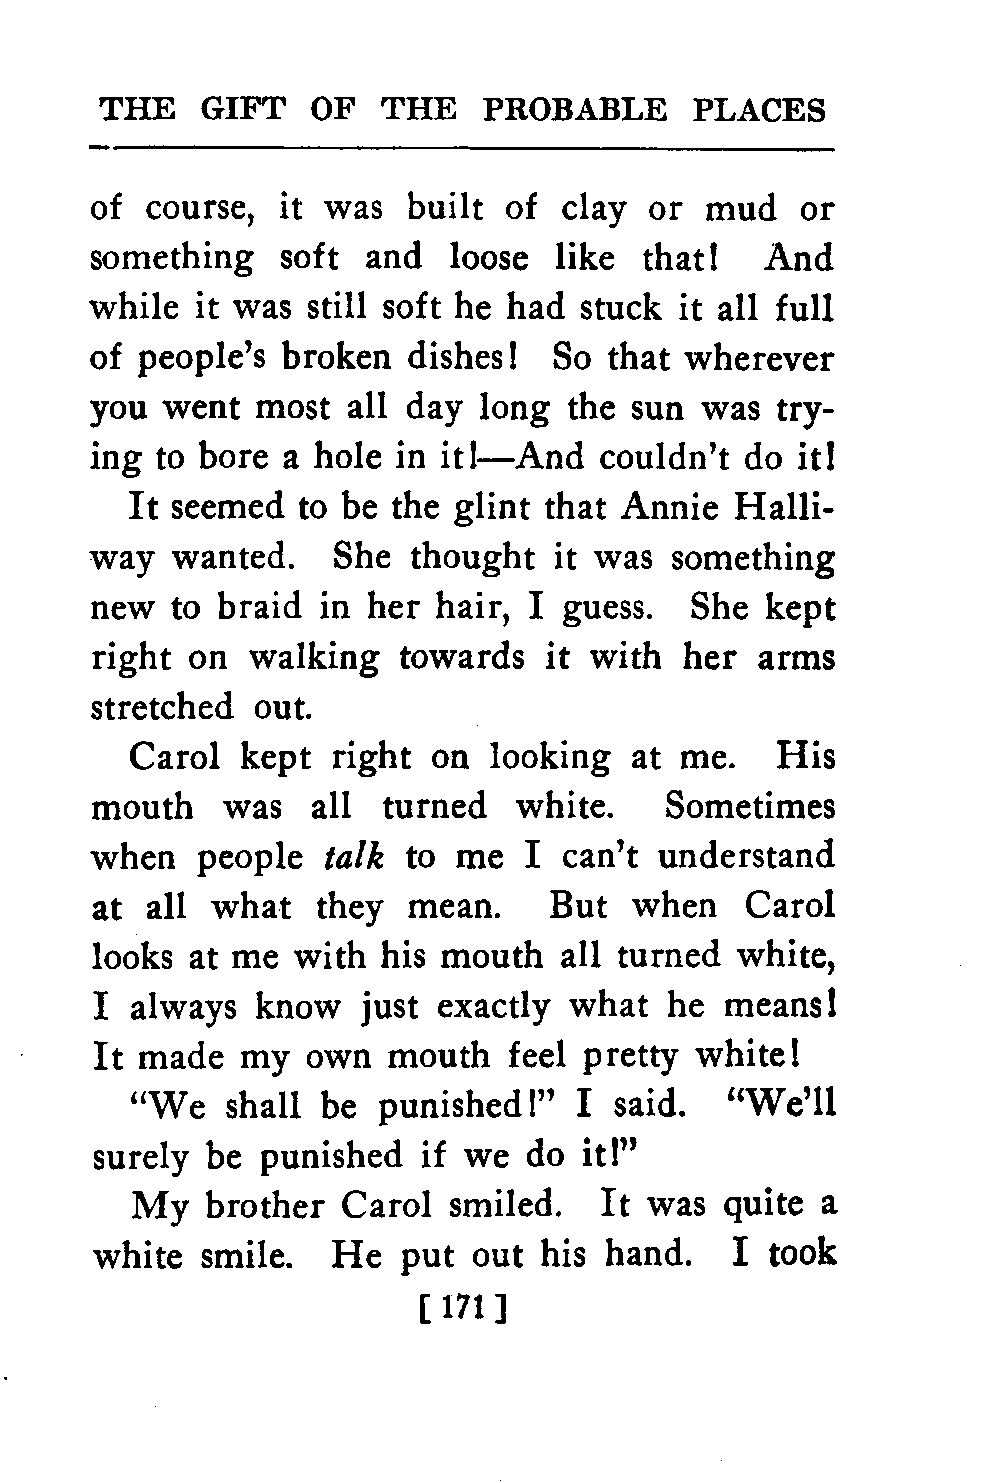 THE GIFT OF THE PROBABLE PLACES
of course, it was built of clay or mud or
something soft and loose like that! And
while it was still soft he had stuck it all full
of people's broken dishes! So that wherever
you went most all day long the sun was try-
ing to bore a hole in it!—And couldn't do it!
It seemed to be the glint that Annie Halli-
way wanted. She thought it was something
new to braid in her hair, I guess. She kept
right on walking towards it with her arms
stretched out.
Carol kept right on looking at me. His
mouth was all turned white. Sometimes
when people talk to me I can't understand
at all what they mean. But when Carol
looks at me with his mouth all turned white,
I always know just exactly what he means!
It made my own mouth feel pretty white!
“We shall be punished!” I said. “We'll
surely be punished if we do it!”
My brother Carol smiled. It was quite a
white smile. He put out his hand. I took
[ 171 ]